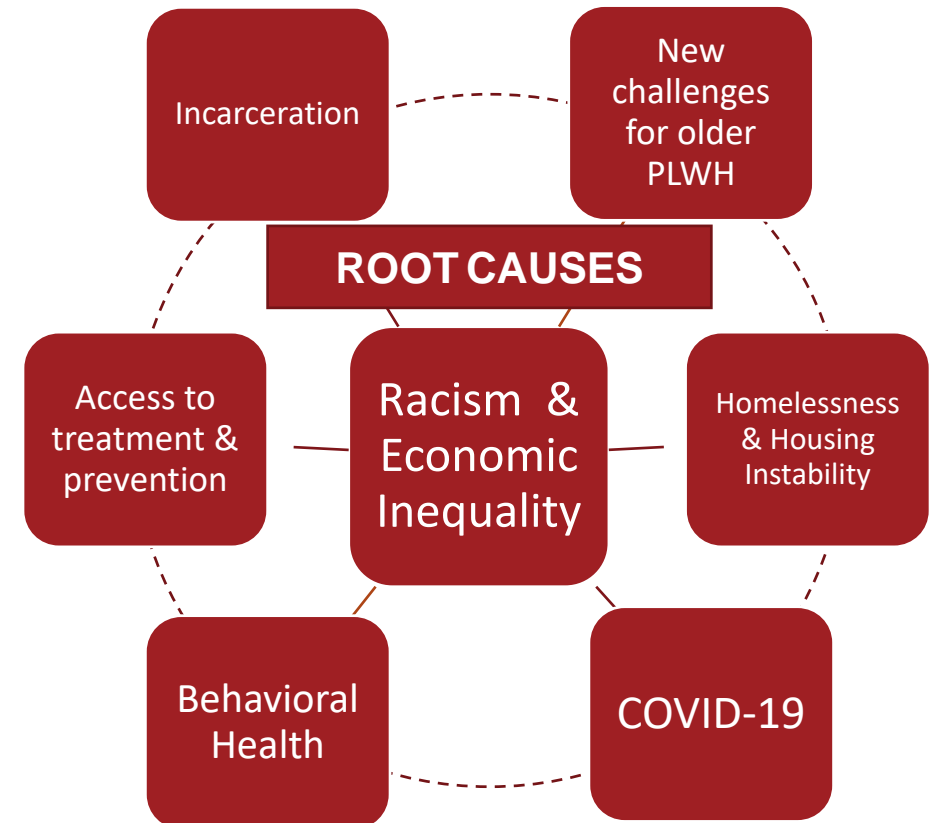 Incarceration
New
challenges
for older
PLWH
ROOT CAUSES
Access to
treatment &
prevention
Racism &
Economic
Inequality
Homelessness
& Housing
Instability
Behavioral
Health
COVID-19